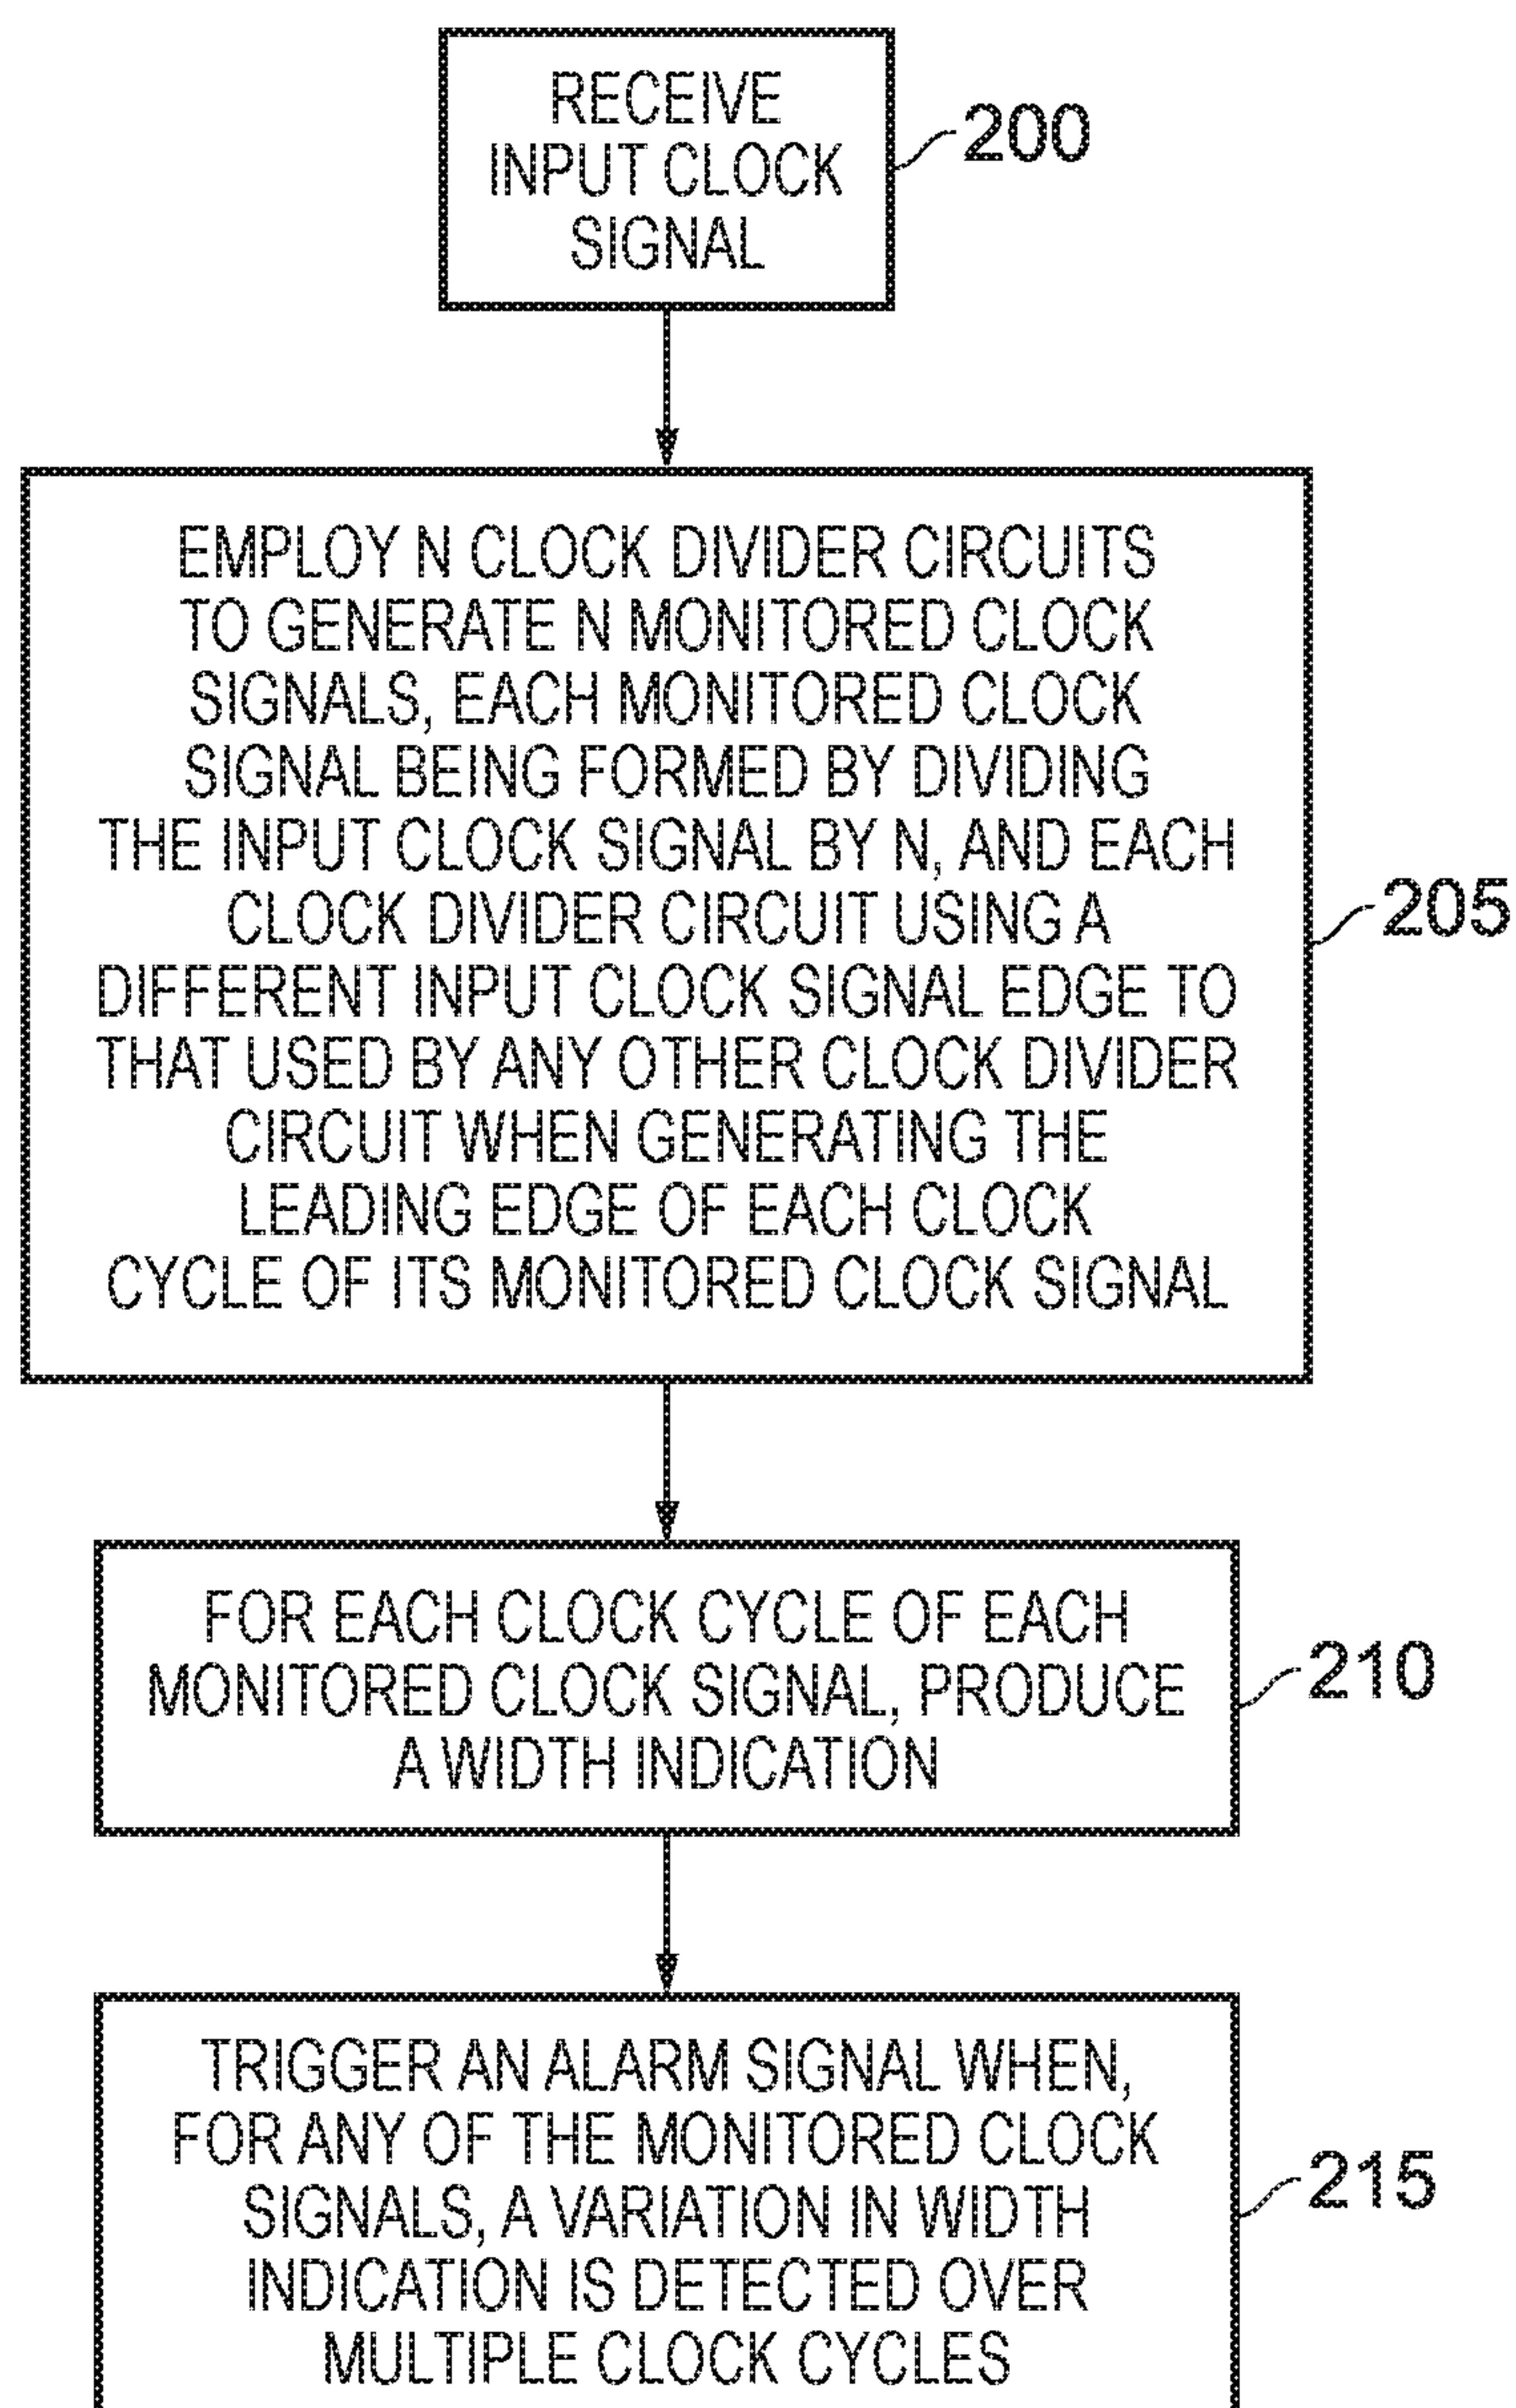 RECEIVE
INPUT CLOCK
SIGNAL
200
EMPLOY N CLOCK DIVIDER CIRCUITS
TO GENERATE N MONITORED CLOCK
SIGNALS, EACH MONITORED CLOCK
SIGNAL BEING FORMED BY DIVIDING
THE INPUT CLOCK SIGNAL BY N, AND EACH
CLOCK DIVIDER CIRCUIT USING A
DIFFERENT INPUT CLOCK SIGNAL EDGE TO
THAT USED BY ANY OTHER CLOCK DIVIDER
CIRCUIT WHEN GENERATING THE
LEADING EDGE OF EACH CLOCK
CYCLE OF ITS MONITORED CLOCK SIGNAL
205
FOR EACH CLOCK CYCLE OF EACH
MONITORED CLOCK SIGNAL, PRODUCE
A WIDTH INDICATION
210
TRIGGER AN ALARM SIGNAL WHEN,
FOR ANY OF THE MONITORED CLOCK
SIGNALS, A VARIATION IN WIDTH
INDICATION IS DETECTED OVER
MULTIPLE CLOCK CYCLES
215